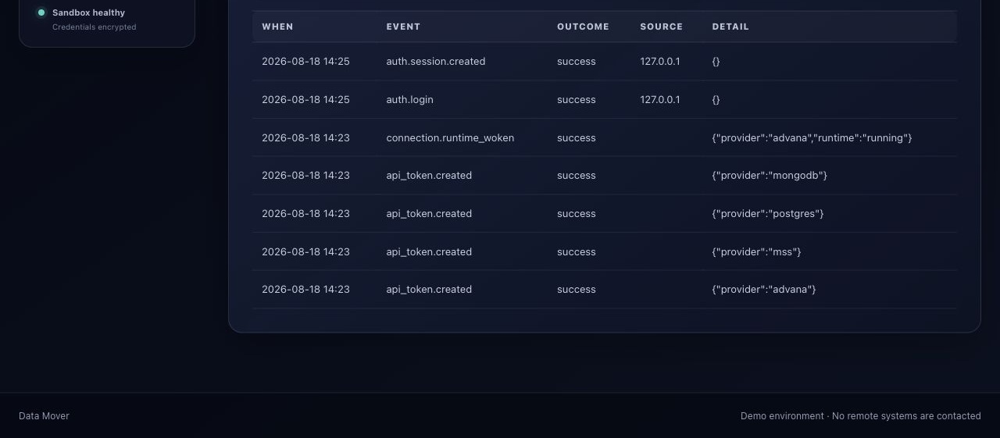 Sandbox healthy
Credentials encrypted
WHEN EVENT OUTCOME SOURCE DETAIL
2026-08-18 14:25 auth.session.created success 127.0.0.1 {}
2026-08-18 14:25 auth.login success 127.0.0.1 {}
2026-08-18 14:23 connection.runtime_woken success {"provider":"advana","runtime":"running"}
2026-08-18 14:23 api_token.created success {"provider":"mongodb"}
2026-08-18 14:23 api_token.created success {"provider":"postgres"}
2026-08-18 14:23 api_token.created success {"provider":"mss"}
2026-08-18 14:23 api_token.created success {"provider":"advana"}
Data Mover
Demo environment · No remote systems are contacted